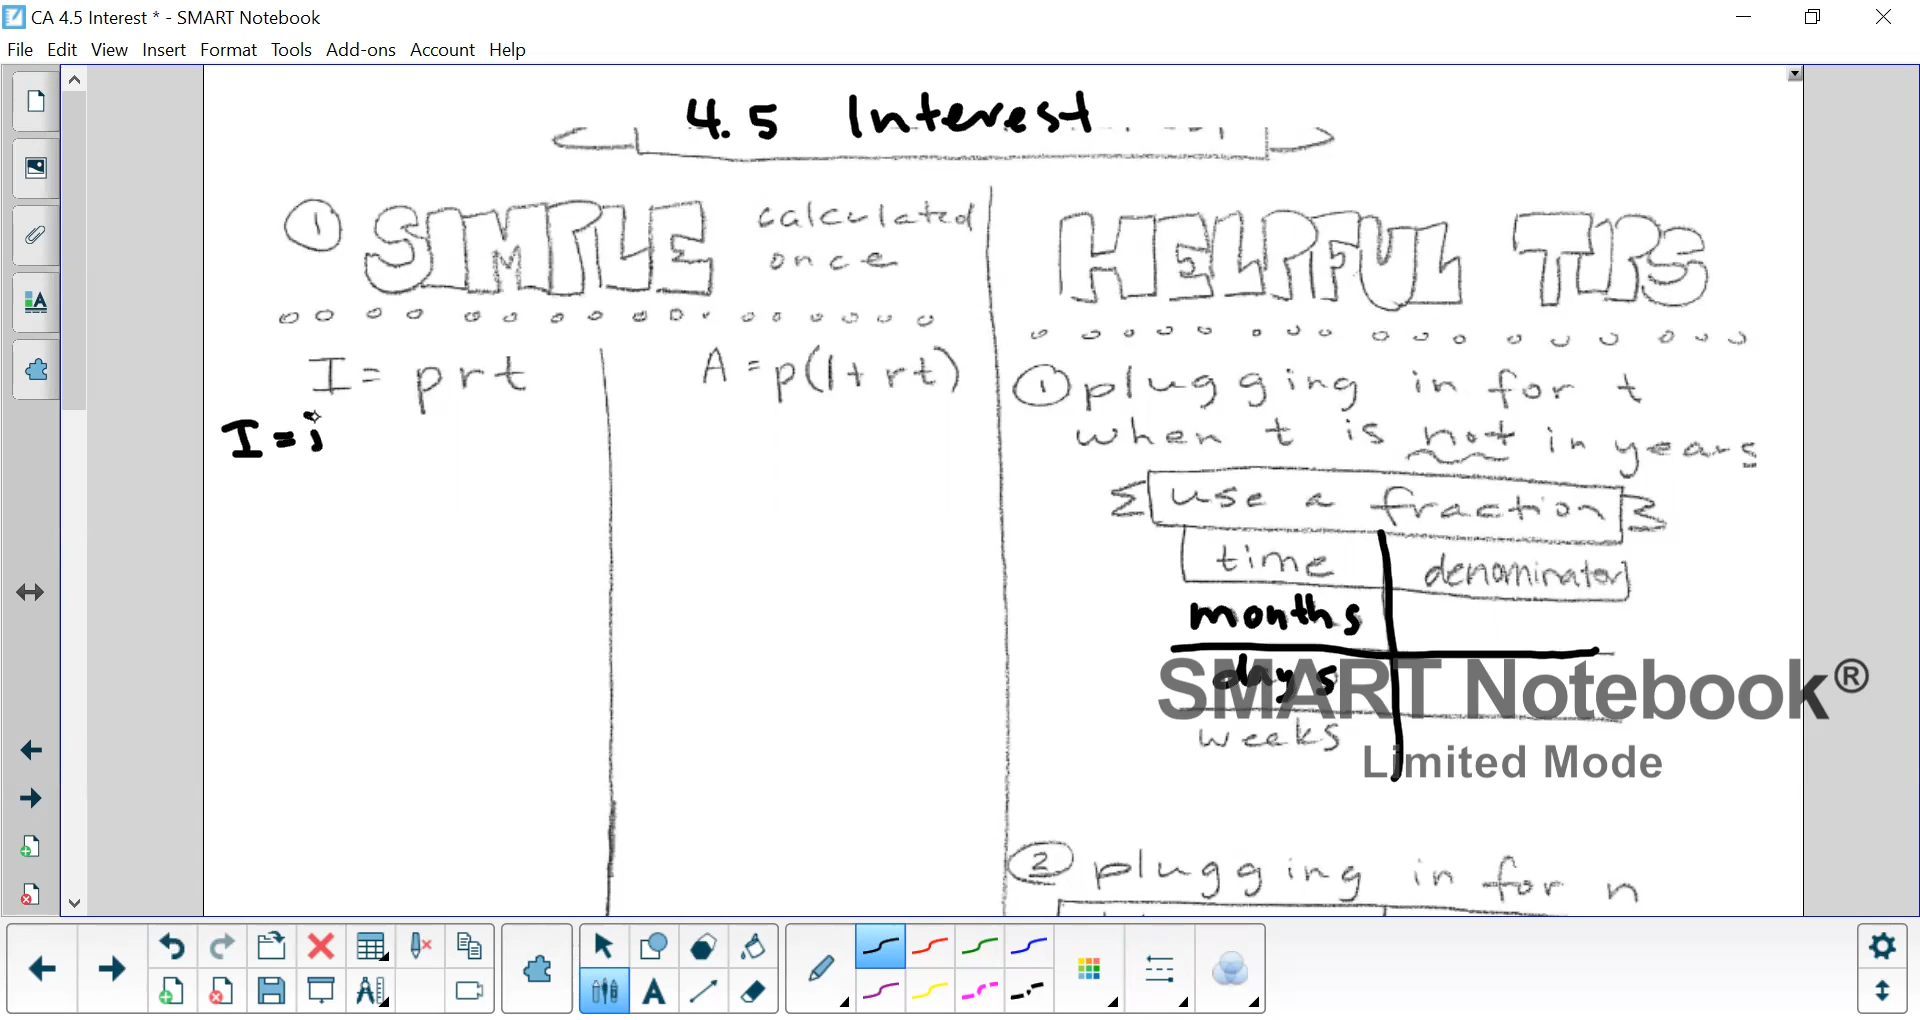 CA 4.5 Interest * - SMART Notebook
File Edit View Insert Format Tools Add-ons Account Help
4.5 Interest
1 SIMPLE calculated once
I = prt
I = i
A = p(1 + rt)
HELPFUL TIPS
1 plugging in for t
when t is not in years
use a fraction
time denominator
months
days
weeks
SMART Notebook®
Limited Mode
2 plugging in for n